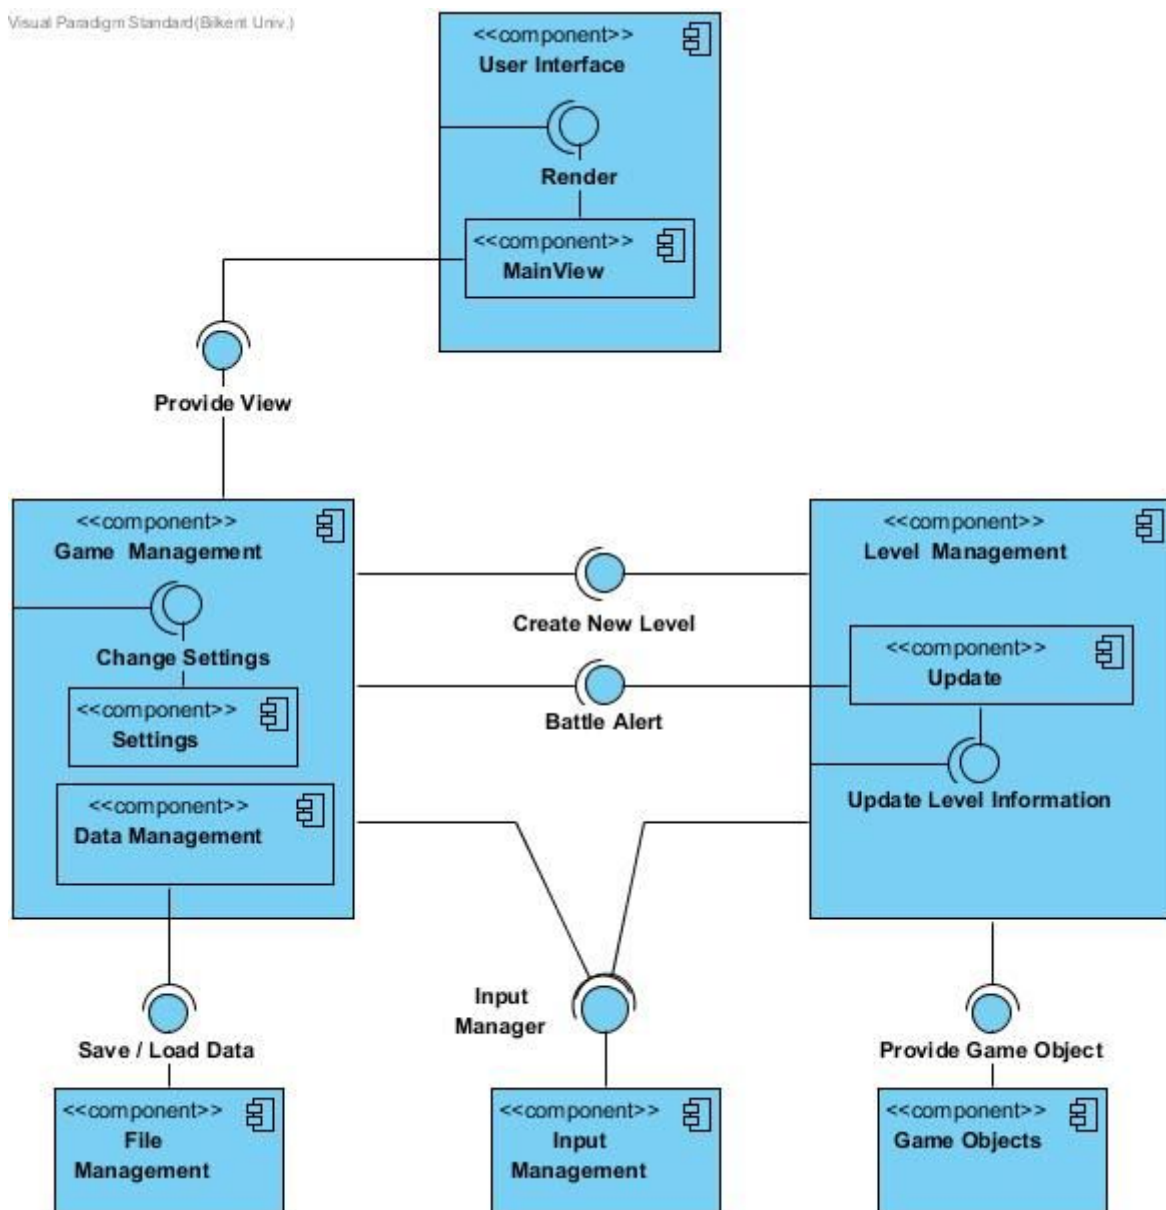 Visual Paradigm Standard(Bilkent Univ.)
<<component>>
User Interface
Render
<<component>>
MainView
Provide View
<<component>>
Game Management
Change Settings
<<component>>
Settings
<<component>>
Data Management
Create New Level
Battle Alert
<<component>>
Level Management
<<component>>
Update
Update Level Information
Save / Load Data
Input
Manager
Provide Game Object
<<component>>
File
Management
<<component>>
Input
Management
<<component>>
Game Objects